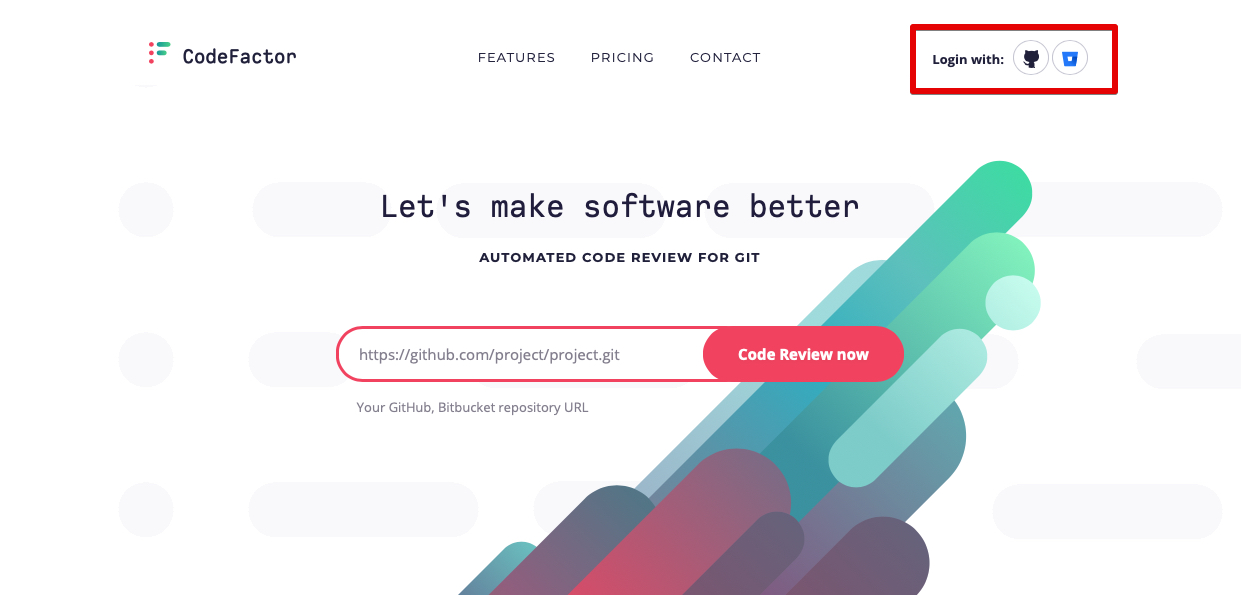 CodeFactor
FEATURES PRICING CONTACT
Login with:
Let's make software better
AUTOMATED CODE REVIEW FOR GIT
https://github.com/project/project.git
Code Review now
Your GitHub, Bitbucket repository URL